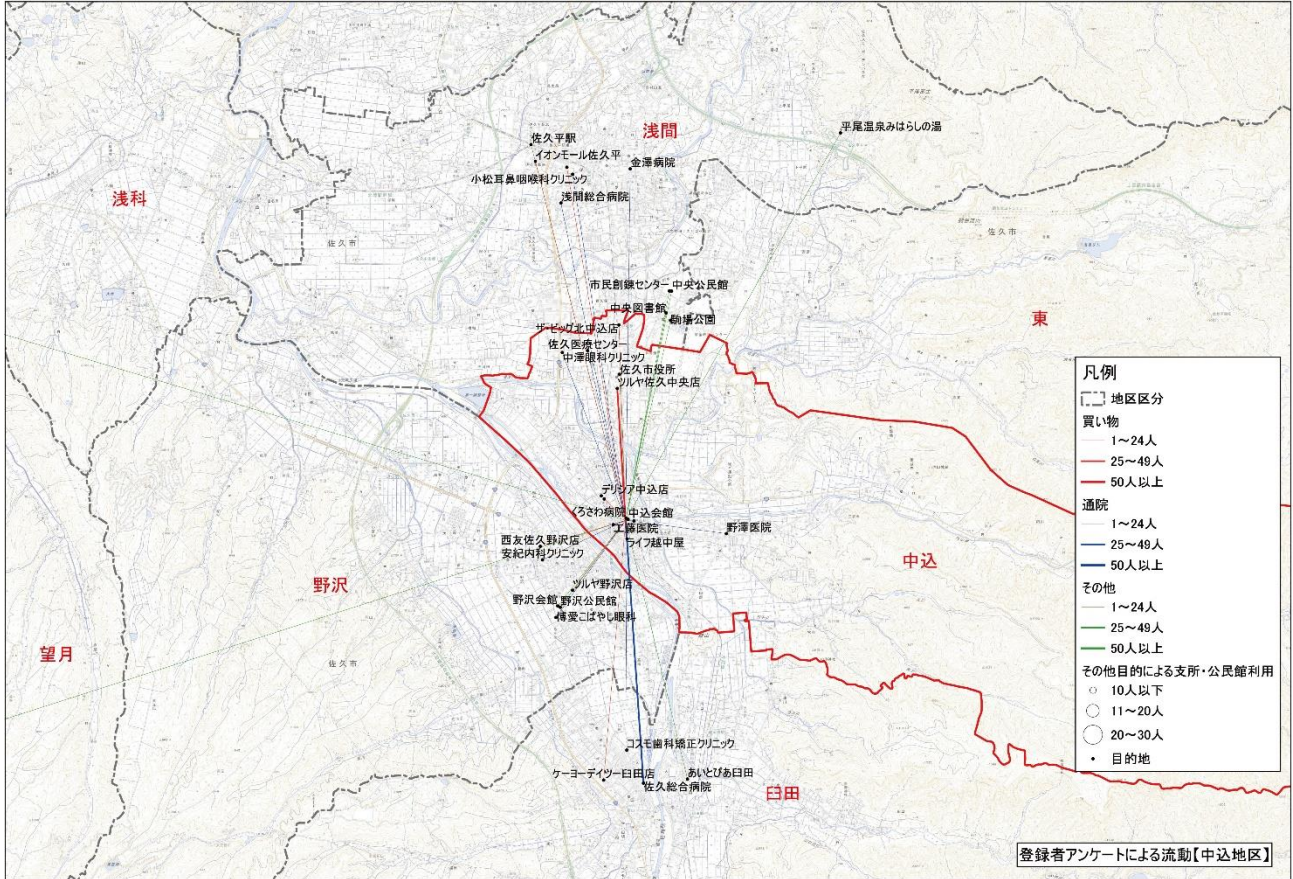 浅間
平尾温泉みはらしの湯
佐久平駅
イオンモール佐久平
金澤病院
小松耳鼻咽喉科クリニック
浅科
浅間総合病院
佐久市
佐久市
市民創錬センター 中央公民館
中央図書館
駒場公園
東
ザ・ビッグ北中込店
佐久医療センター
中澤眼科クリニック
佐久市役所
ツルヤ佐久中央店
デリシア中込店
くろさわ病院
中込会館
工藤医院
野澤医院
ライフ越中屋
西友佐久野沢店
安紀内科クリニック
中込
野沢
ツルヤ野沢店
野沢会館
野沢公民館
博愛こばやし眼科
望月
佐久市
コスモ歯科矯正クリニック
ケーヨーデイツー臼田店
あいとぴあ臼田
佐久総合病院
臼田
凡例
地区区分
買い物
1～24人
25～49人
50人以上
通院
1～24人
25～49人
50人以上
その他
1～24人
25～49人
50人以上
その他目的による支所・公民館利用
10人以下
11～20人
20～30人
目的地
登録者アンケートによる流動【中込地区】